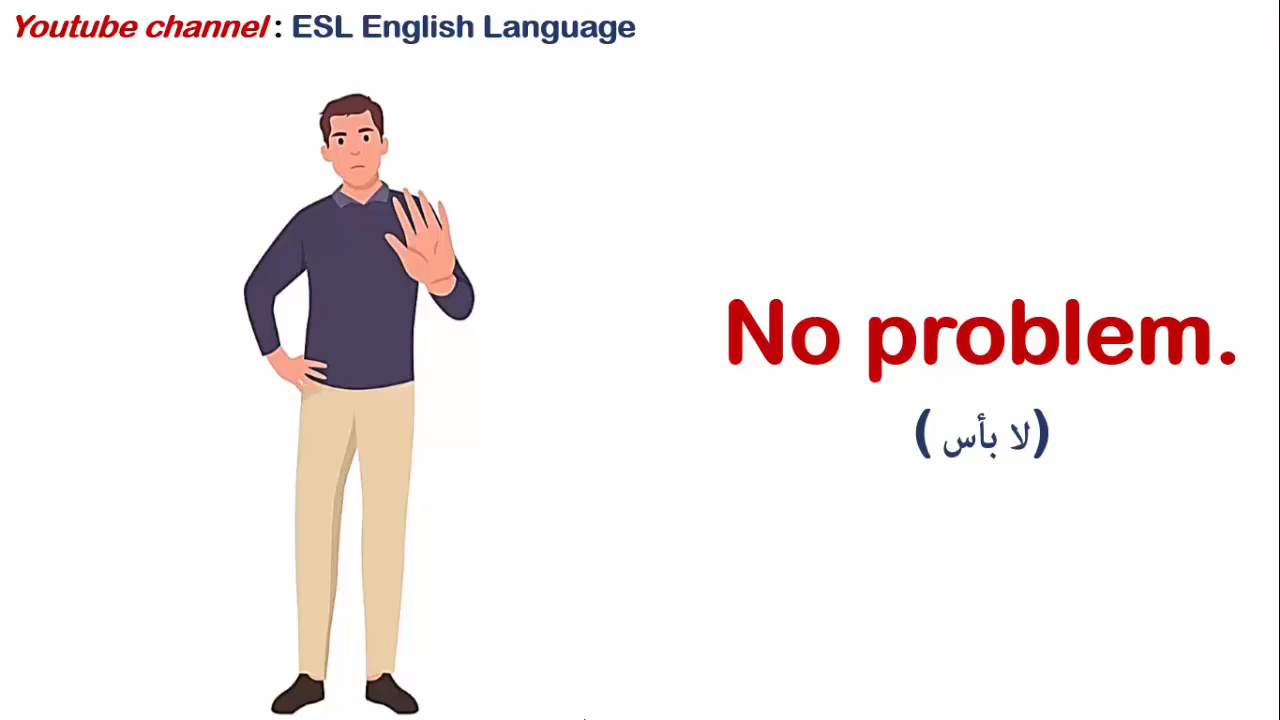 Youtube channel : ESL English Language
No problem.
(لا بأس )